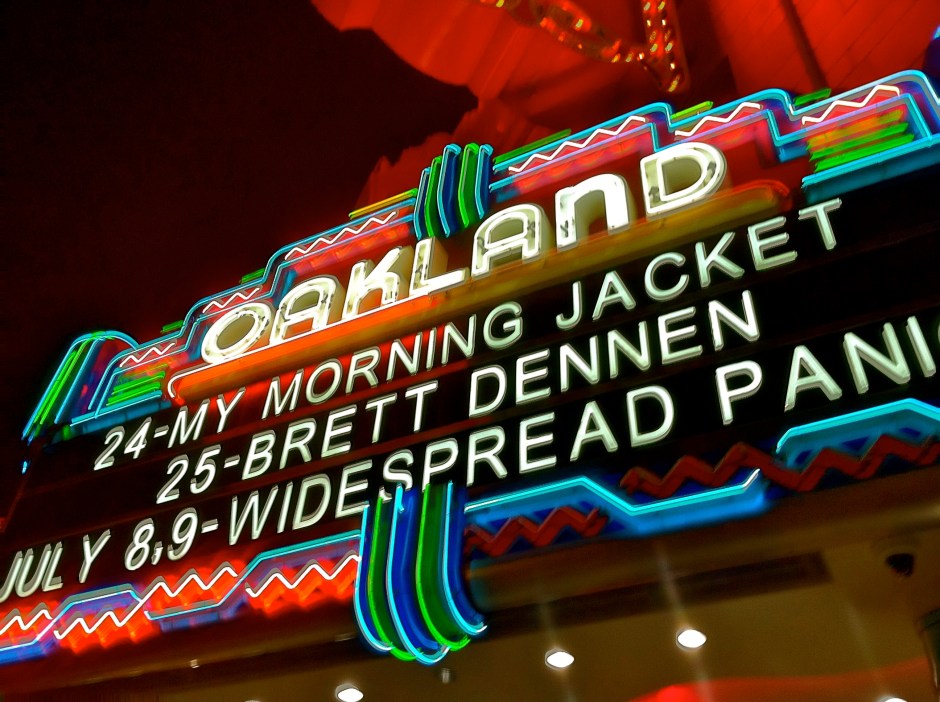 OAKLAND
24-MY MORNING JACKET
25-BRETT DENNEN
JULY 8,9-WIDESPREAD PANI